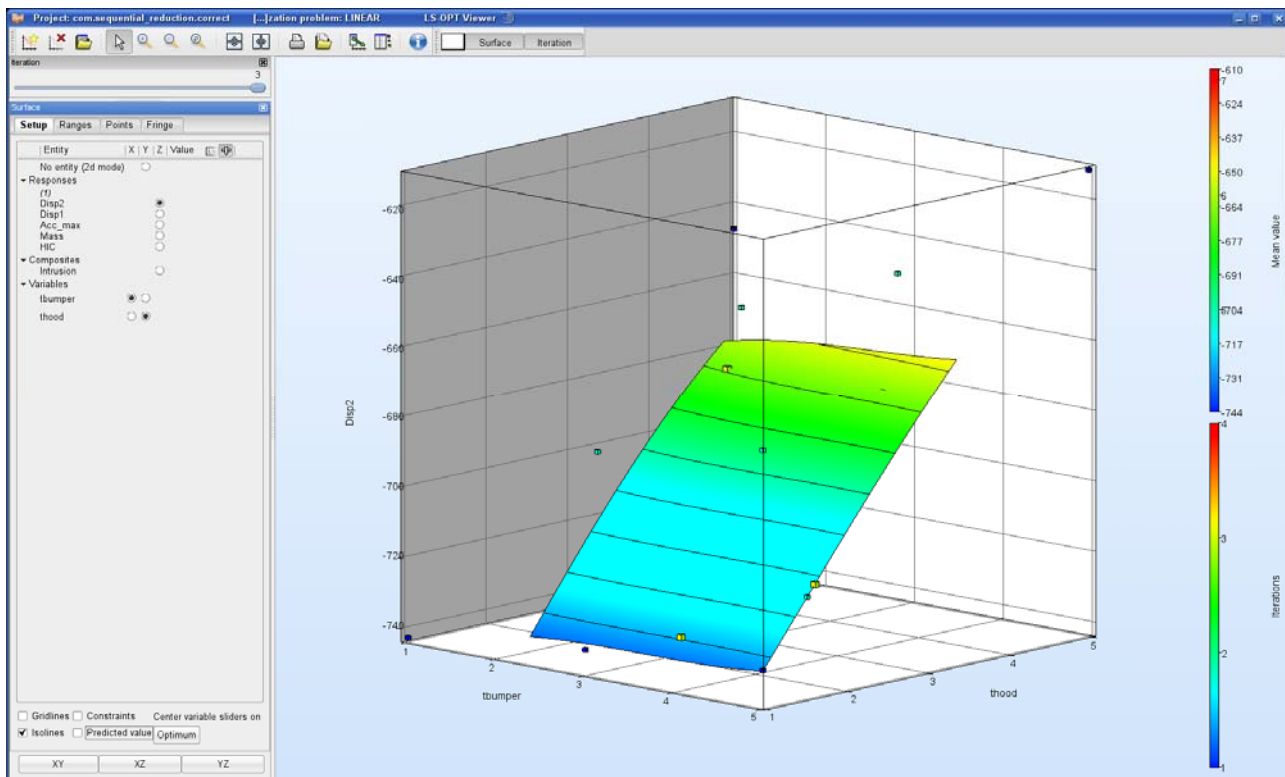 Project: com.sequential_reduction.correct [...]zation problem: LINEAR LS-OPT Viewer
Surface Iteration
Iteration
3
Surface
Setup Ranges Points Fringe
Entity X Y Z Value
No entity (2d mode)
Responses
(1)
Disp2
Disp1
Acc_max
Mass
HIC
Composites
Intrusion
Variables
tbumper
thood
Gridlines Constraints Center variable sliders on
Isolines Predicted value Optimum
XY XZ YZ
Disp2
-620
-640
-660
-680
-700
-720
-740
1 2 3 4 5
tbumper
1 2 3 4 5
thood
-610
7
-624
-637
-650
6
-664
-677
-691
-704
-717
-731
-744
Mean value
4
3
2
1
Iterations